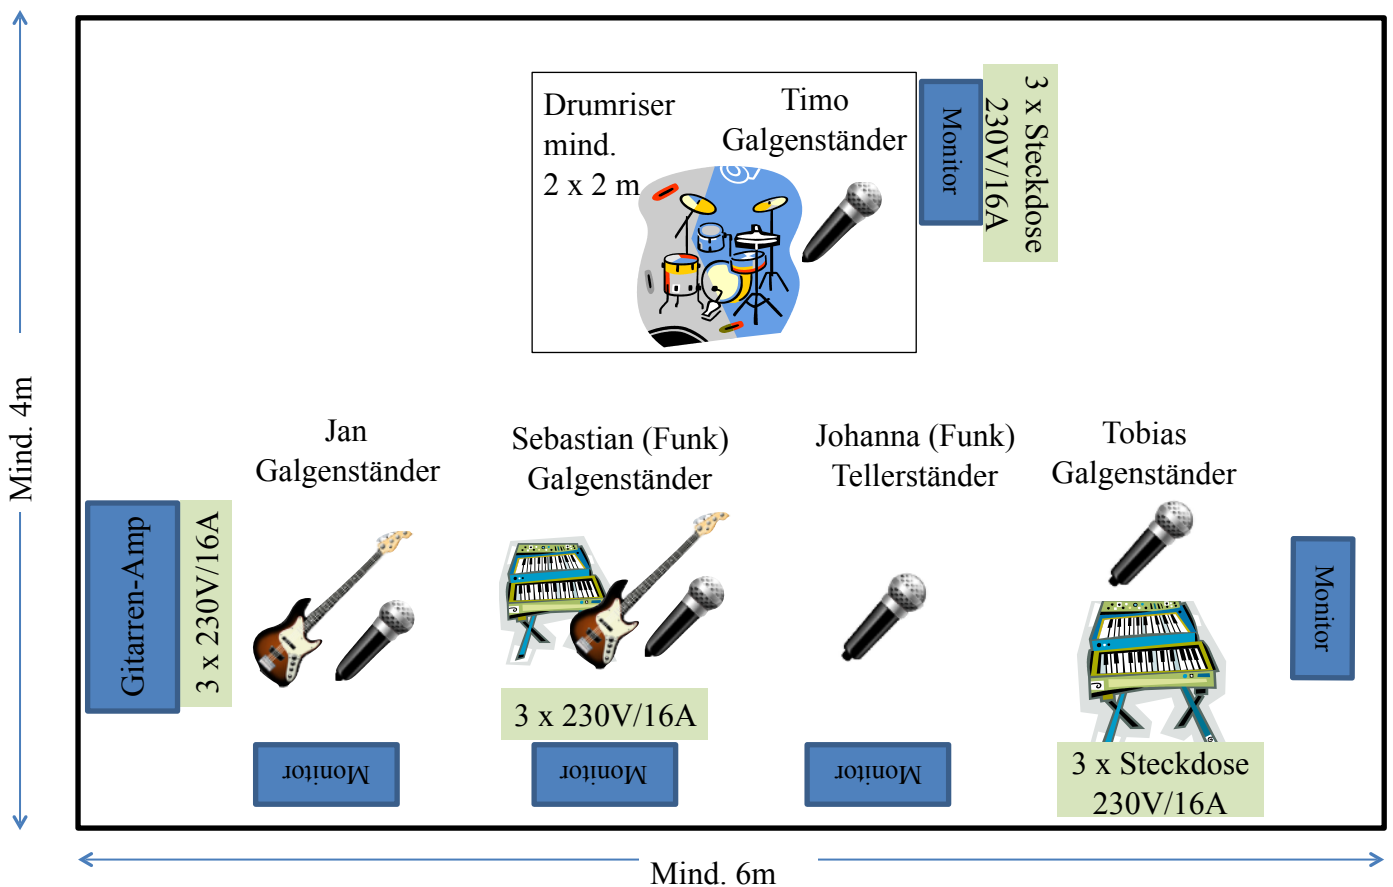 Drumriser
mind.
2 x 2 m
Timo
Galgenständer
Monitor
3 x Steckdose
230V/16A
Mind. 4m
Jan
Galgenständer
Sebastian (Funk)
Galgenständer
Johanna (Funk)
Tellerständer
Tobias
Galgenständer
Gitarren-Amp
3 x 230V/16A
3 x 230V/16A
Monitor
Monitor
Monitor
Monitor
3 x Steckdose
230V/16A
Mind. 6m